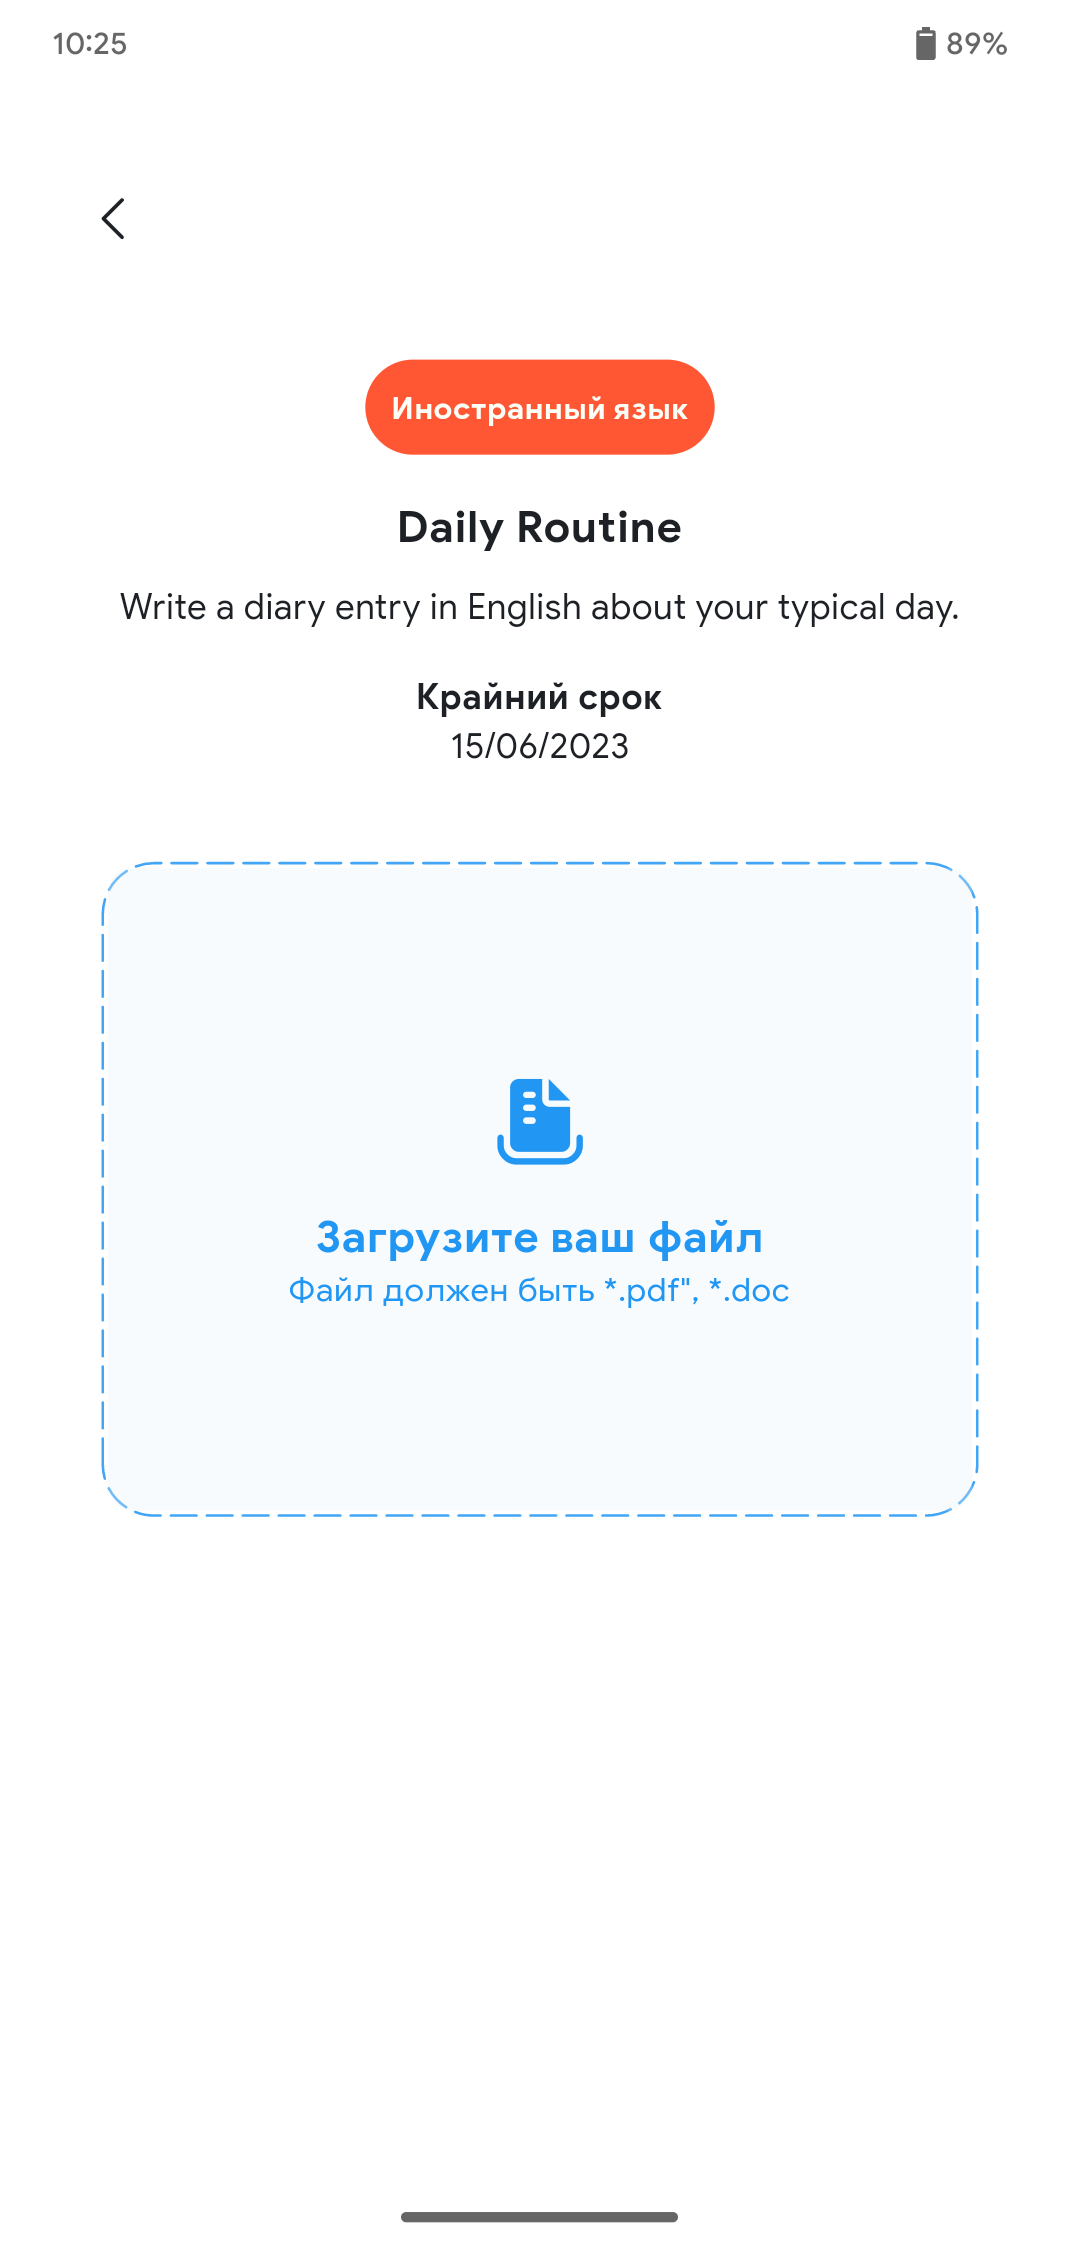 10:25
89%
Иностранный язык
Daily Routine
Write a diary entry in English about your typical day.
Крайний срок
15/06/2023
Загрузите ваш файл
Файл должен быть *.pdf", *.doc